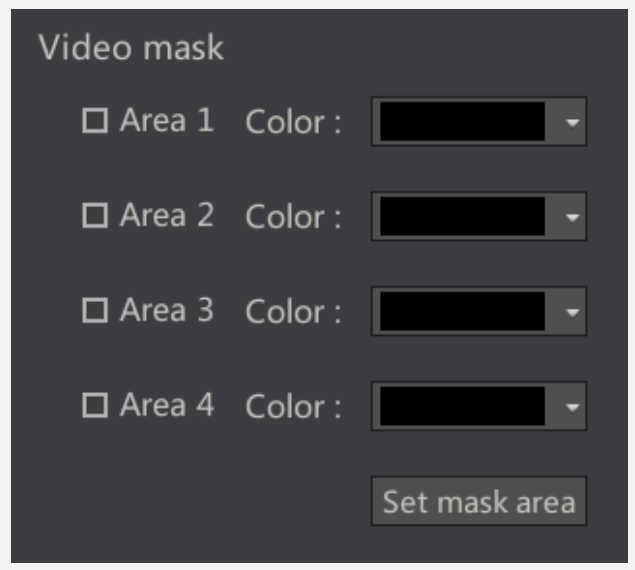 Video mask
Area 1 Color :
Area 2 Color :
Area 3 Color :
Area 4 Color :
Set mask area